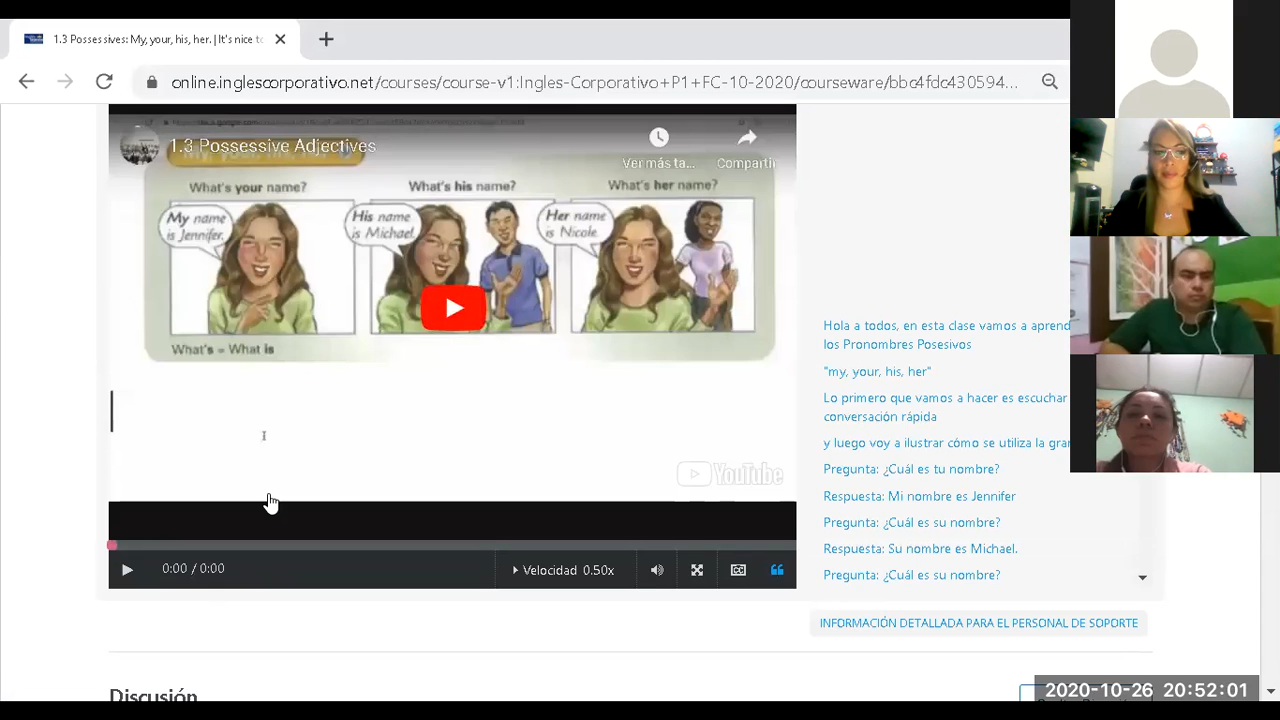 1.3 Possessives: My, your, his, her. | It's nice to
online.inglescorporativo.net/courses/course-v1:Ingles-Corporativo+P1+FC-10-2020/courseware/bbc4fdc430594...
1.3 Possessive Adjectives
Ver más ta...
Compartir
What's your name?
What's his name?
What's her name?
My name
is Jennifer.
His name
is Michael.
Her name
is Nicole.
What's = What is
YouTube
0:00 / 0:00
Velocidad 0.50x
Hola a todos, en esta clase vamos a aprend
los Pronombres Posesivos
"my, your, his, her"
Lo primero que vamos a hacer es escuchar
conversación rápida
y luego voy a ilustrar cómo se utiliza la gra
Pregunta: ¿Cuál es tu nombre?
Respuesta: Mi nombre es Jennifer
Pregunta: ¿Cuál es su nombre?
Respuesta: Su nombre es Michael.
Pregunta: ¿Cuál es su nombre?
INFORMACIÓN DETALLADA PARA EL PERSONAL DE SOPORTE
Discusión
2020-10-26 20:52:01